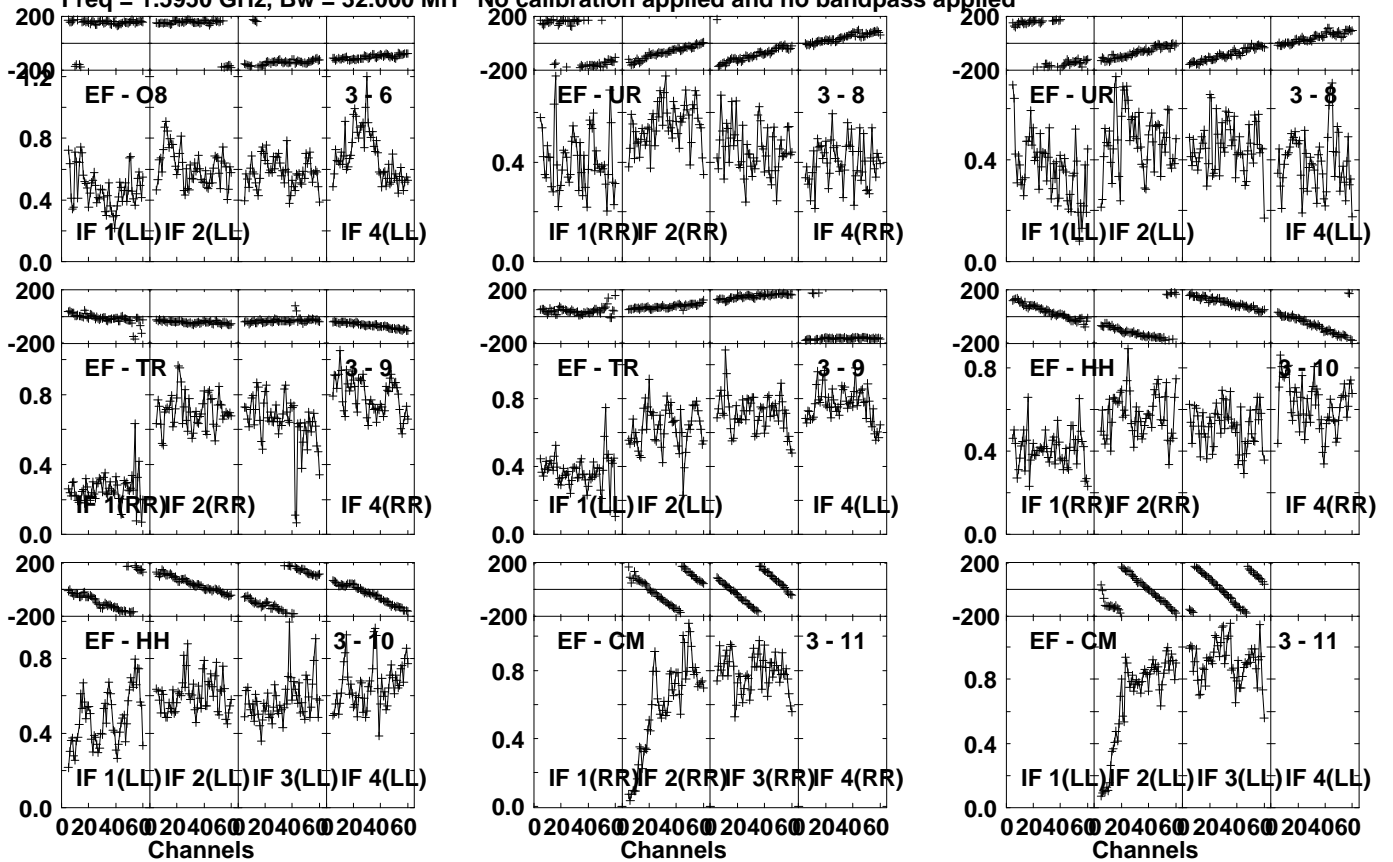 Freq = 1.5950 GHz, Bw = 32.000 MH No calibration applied and no bandpass applied
200
-200
1.2
0.8
0.4
0.0
EF - O8 3 - 6
IF 1(LL) IF 2(LL) IF 4(LL)
200
-200
0.4
0.0
EF - UR 3 - 8
IF 1(RR) IF 2(RR) IF 4(RR)
200
-200
0.4
0.0
EF - UR 3 - 8
IF 1(LL) IF 2(LL) IF 4(LL)
200
-200
0.8
0.4
0.0
EF - TR 3 - 9
IF 1(RR) IF 2(RR) IF 4(RR)
200
-200
0.8
0.4
0.0
EF - TR 3 - 9
IF 1(LL) IF 2(LL) IF 4(LL)
200
-200
0.8
0.4
0.0
EF - HH 3 - 10
IF 1(RR) IF 2(RR) IF 4(RR)
200
-200
0.8
0.4
0.0
EF - HH 3 - 10
IF 1(LL) IF 2(LL) IF 3(LL) IF 4(LL)
0 20 40 60 0 20 40 60 0 20 40 60 0 20 40 60
Channels
200
-200
0.8
0.4
0.0
EF - CM 3 - 11
IF 1(RR) IF 2(RR) IF 3(RR) IF 4(RR)
0 20 40 60 0 20 40 60 0 20 40 60 0 20 40 60
Channels
200
-200
0.8
0.4
0.0
EF - CM 3 - 11
IF 1(LL) IF 2(LL) IF 3(LL) IF 4(LL)
0 20 40 60 0 20 40 60 0 20 40 60 0 20 40 60
Channels